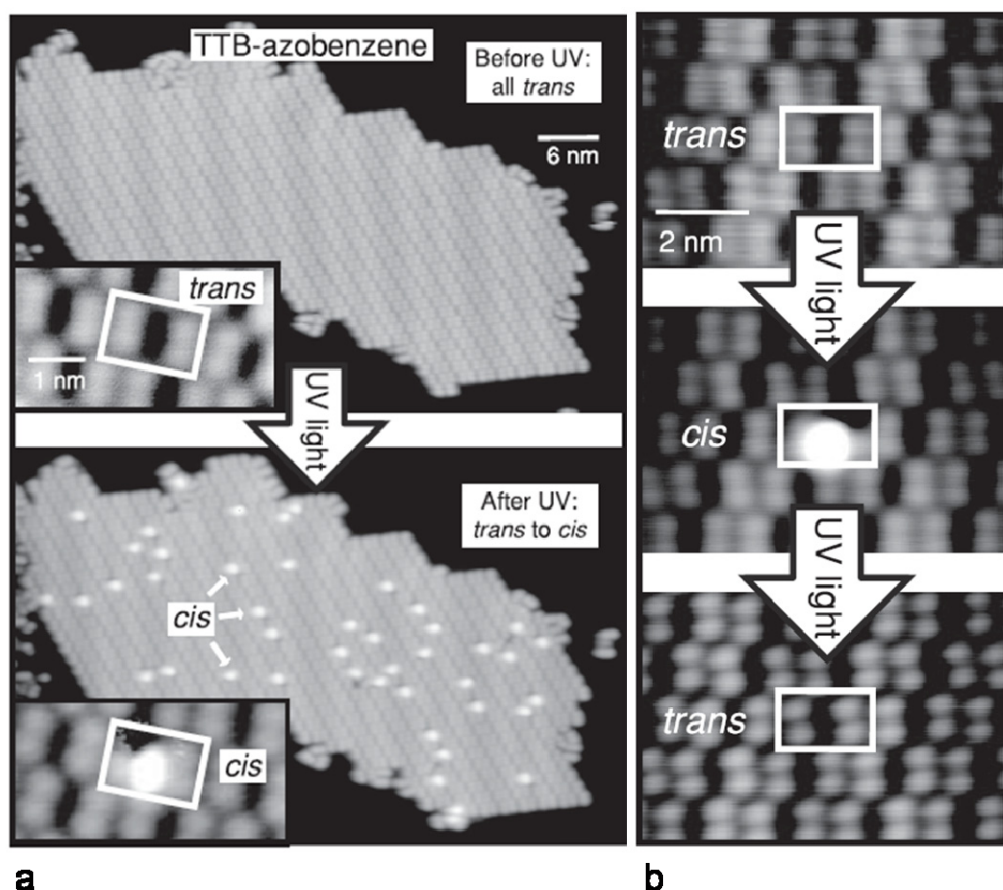 TTB-azobenzene
Before UV:
all trans
6 nm
trans
1 nm
UV light
After UV:
trans to cis
cis
cis
a
trans
2 nm
UV light
cis
UV light
trans
b